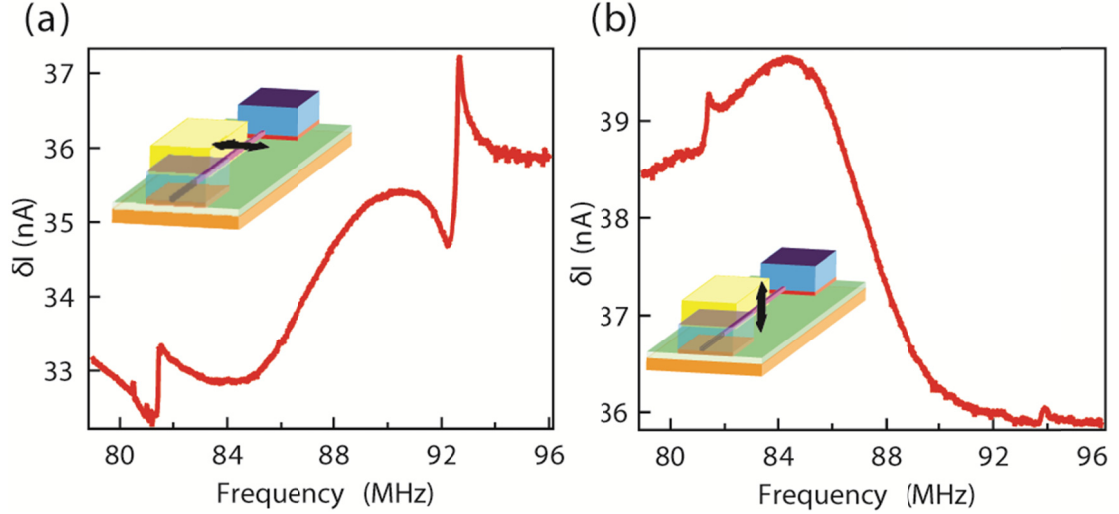 (a)
37
36
35
34
33
δI (nA)
80 84 88 92 96
Frequency (MHz)
(b)
39
38
37
36
δI (nA)
80 84 88 92 96
Frequency (MHz)